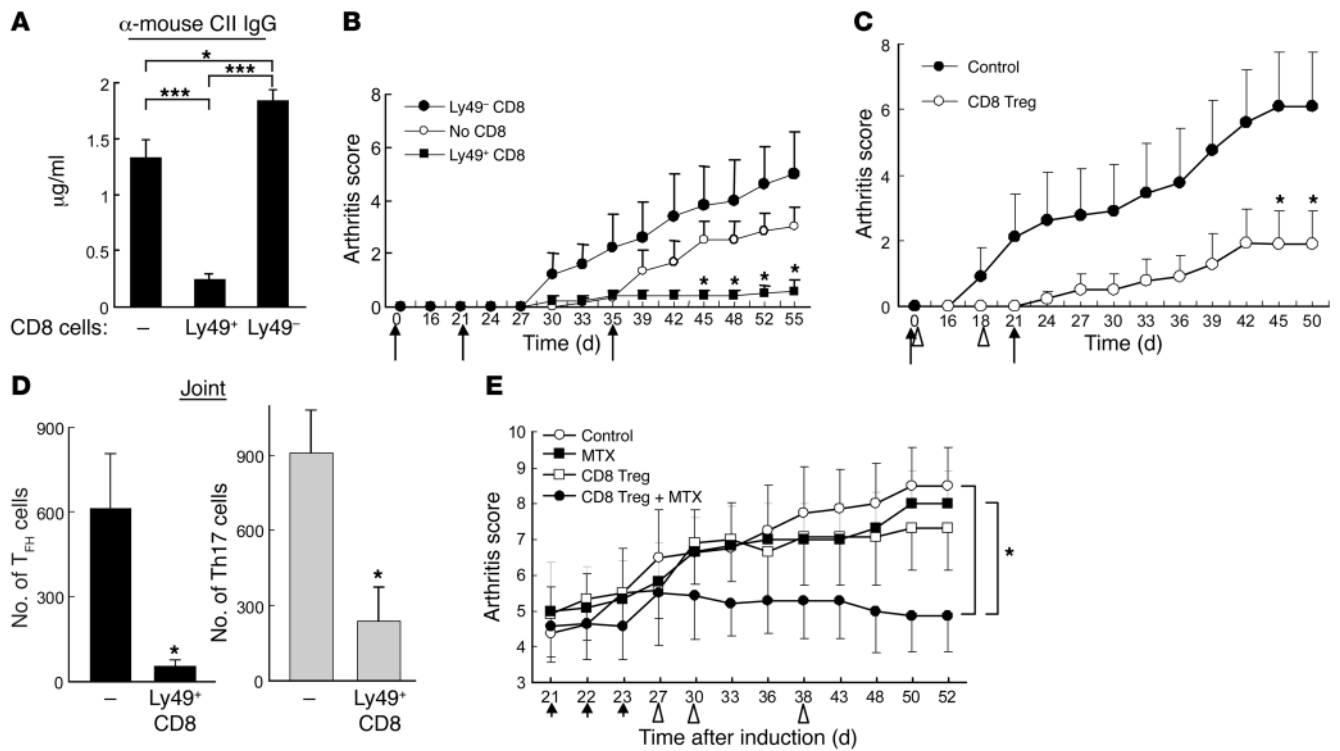 A
α-mouse CII IgG
*
***
***
µg/ml
2
1.5
1
0.5
0
CD8 cells:
–
Ly49+
Ly49–
B
Arthritis score
8
6
4
2
0
Ly49– CD8
No CD8
Ly49+ CD8
* * * *
0 16 21 24 27 30 33 35 39 42 45 48 52 55
Time (d)
C
Arthritis score
8
6
4
2
0
Control
CD8 Treg
* *
0 16 18 21 24 27 30 33 36 39 42 45 50
Time (d)
D
Joint
No. of TFH cells
900
600
300
0
*
–
Ly49+
CD8
No. of Th17 cells
900
600
300
0
*
–
Ly49+
CD8
E
Arthritis score
10
9
8
7
6
5
4
3
Control
MTX
CD8 Treg
CD8 Treg + MTX
*
21 22 23 27 30 33 36 38 43 48 50 52
Time after induction (d)